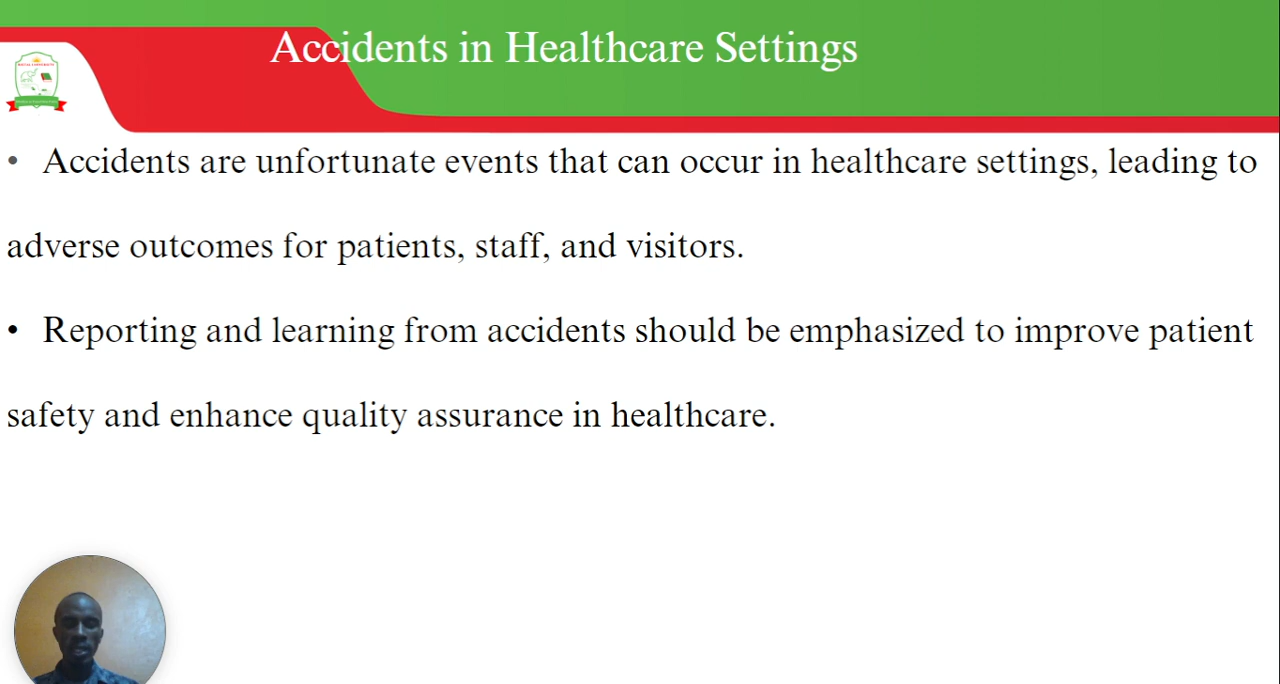 Accidents in Healthcare Settings
• Accidents are unfortunate events that can occur in healthcare settings, leading to
adverse outcomes for patients, staff, and visitors.
• Reporting and learning from accidents should be emphasized to improve patient
safety and enhance quality assurance in healthcare.